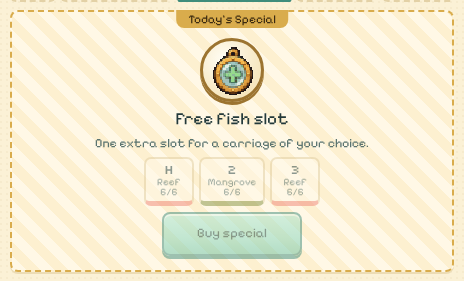 Today's Special
Free fish slot
One extra slot for a carriage of your choice.
H
Reef
6/6
2
Mangrove
6/6
3
Reef
6/6
Buy special